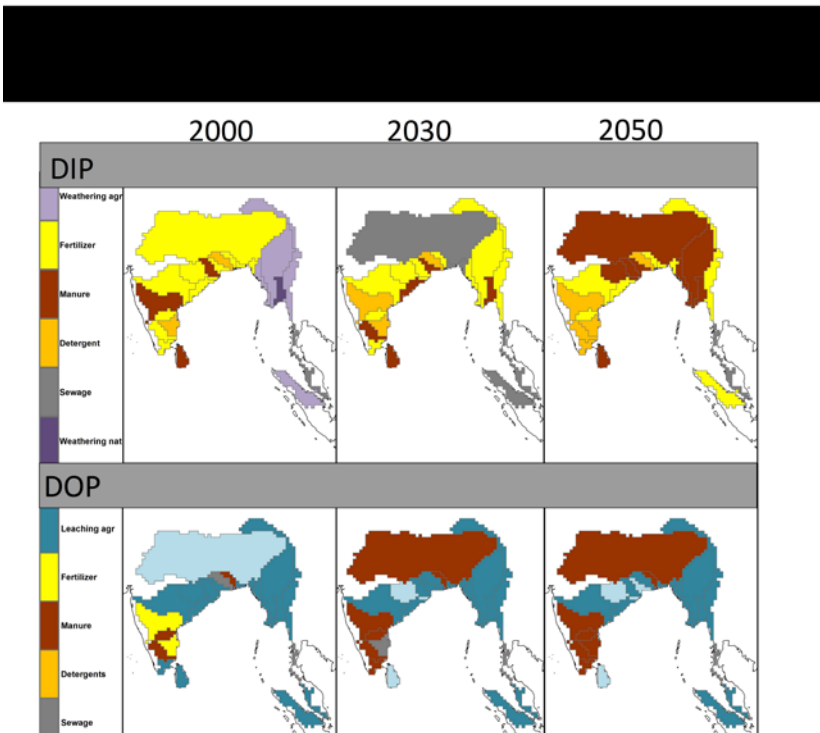 2000 2030 2050
DIP
Weathering agr
Fertilizer
Manure
Detergent
Sewage
Weathering nat
DOP
Leaching agr
Fertilizer
Manure
Detergents
Sewage